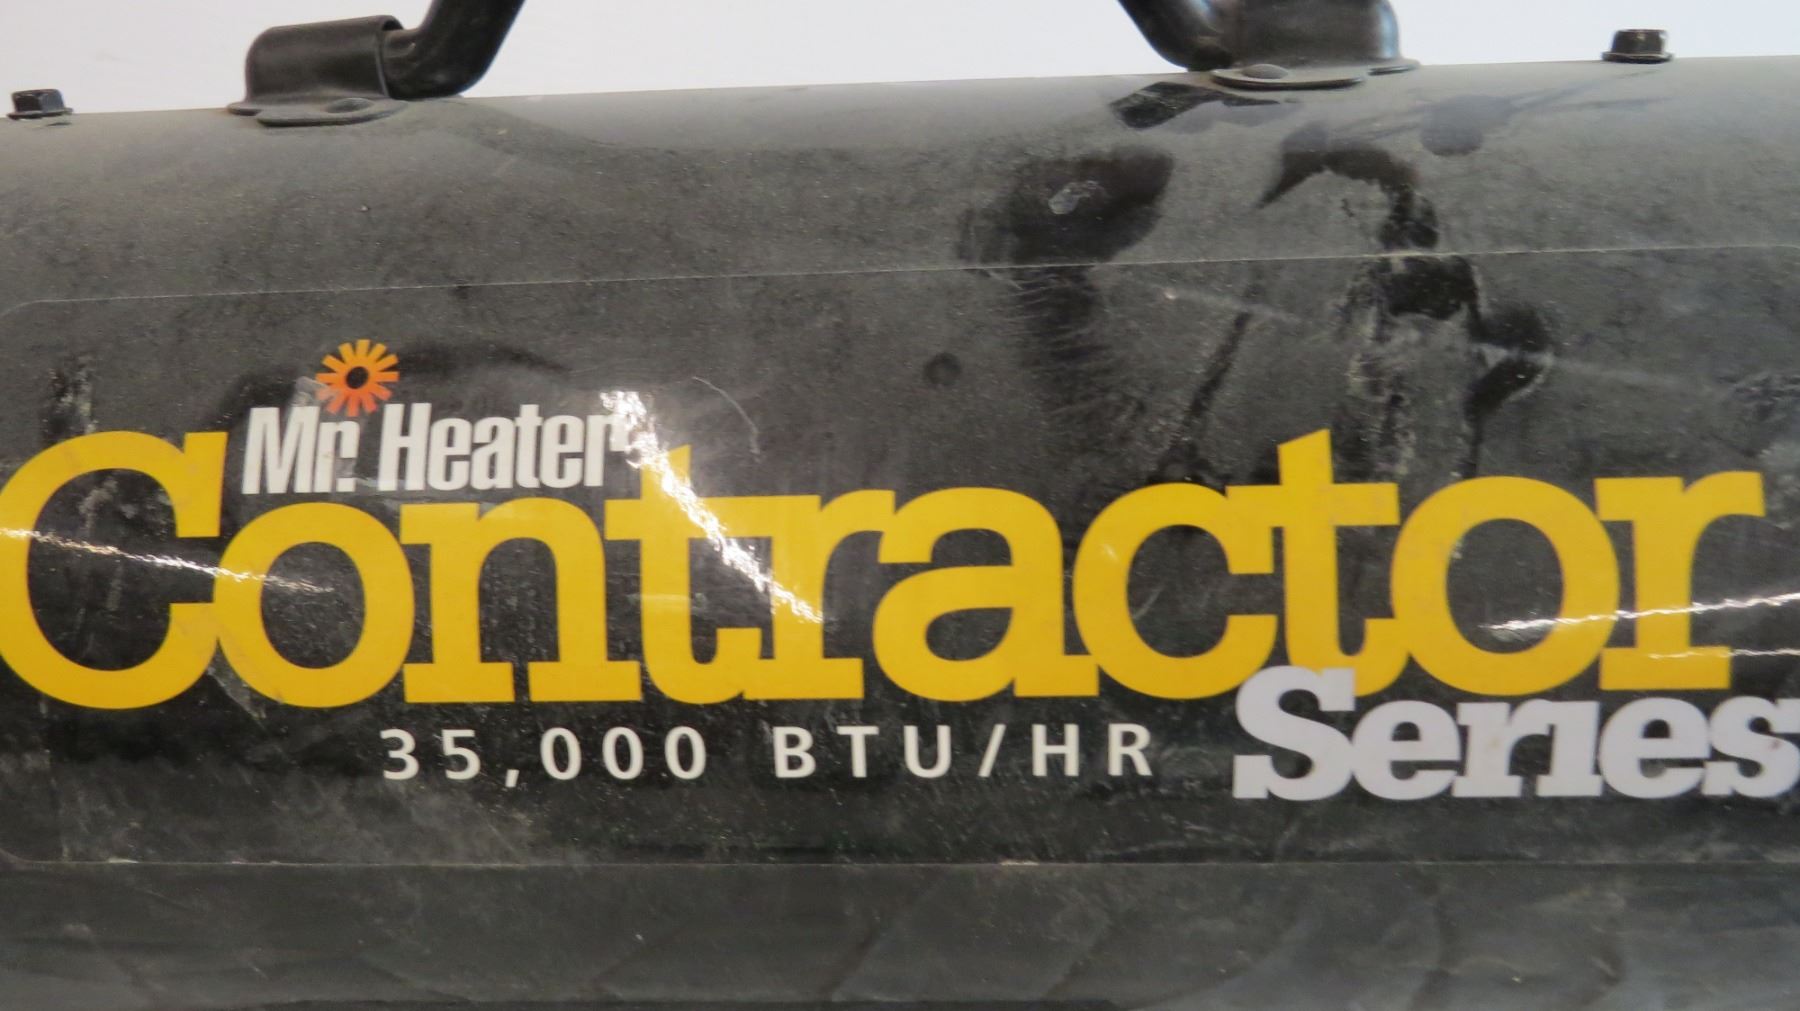 Mr. Heater
Contractor
Series
35,000 BTU/HR